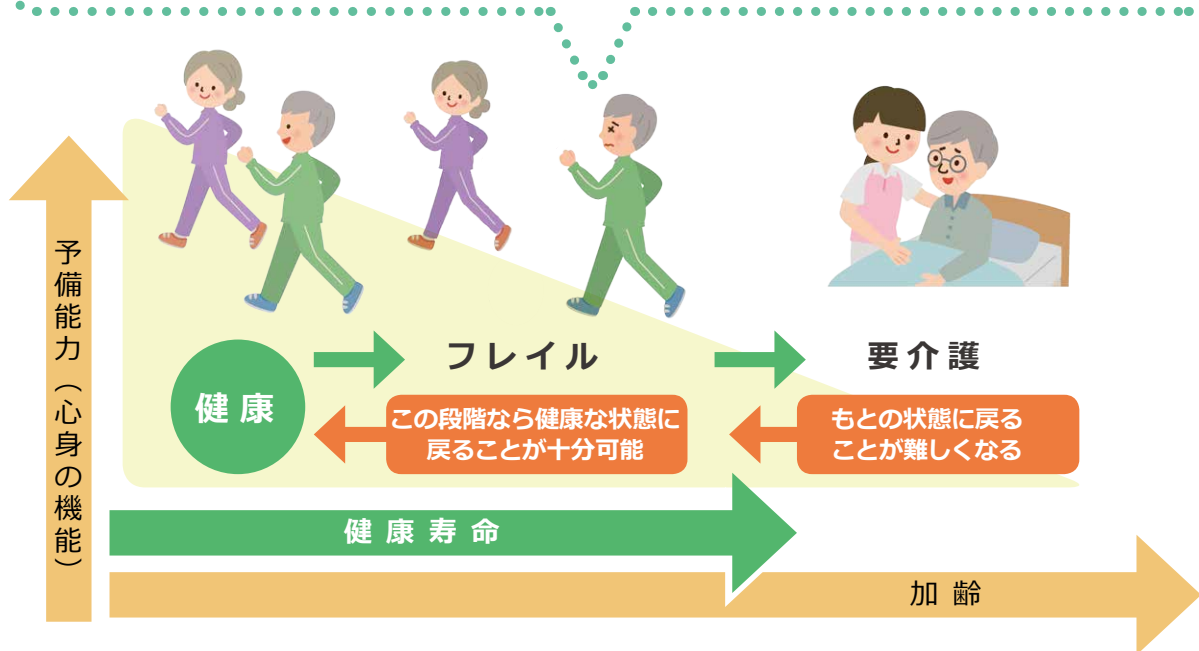 予備能力（心身の機能）
健康
フレイル
要介護
この段階なら健康な状態に
戻ることが十分可能
もとの状態に戻る
ことが難しくなる
健康寿命
加齢